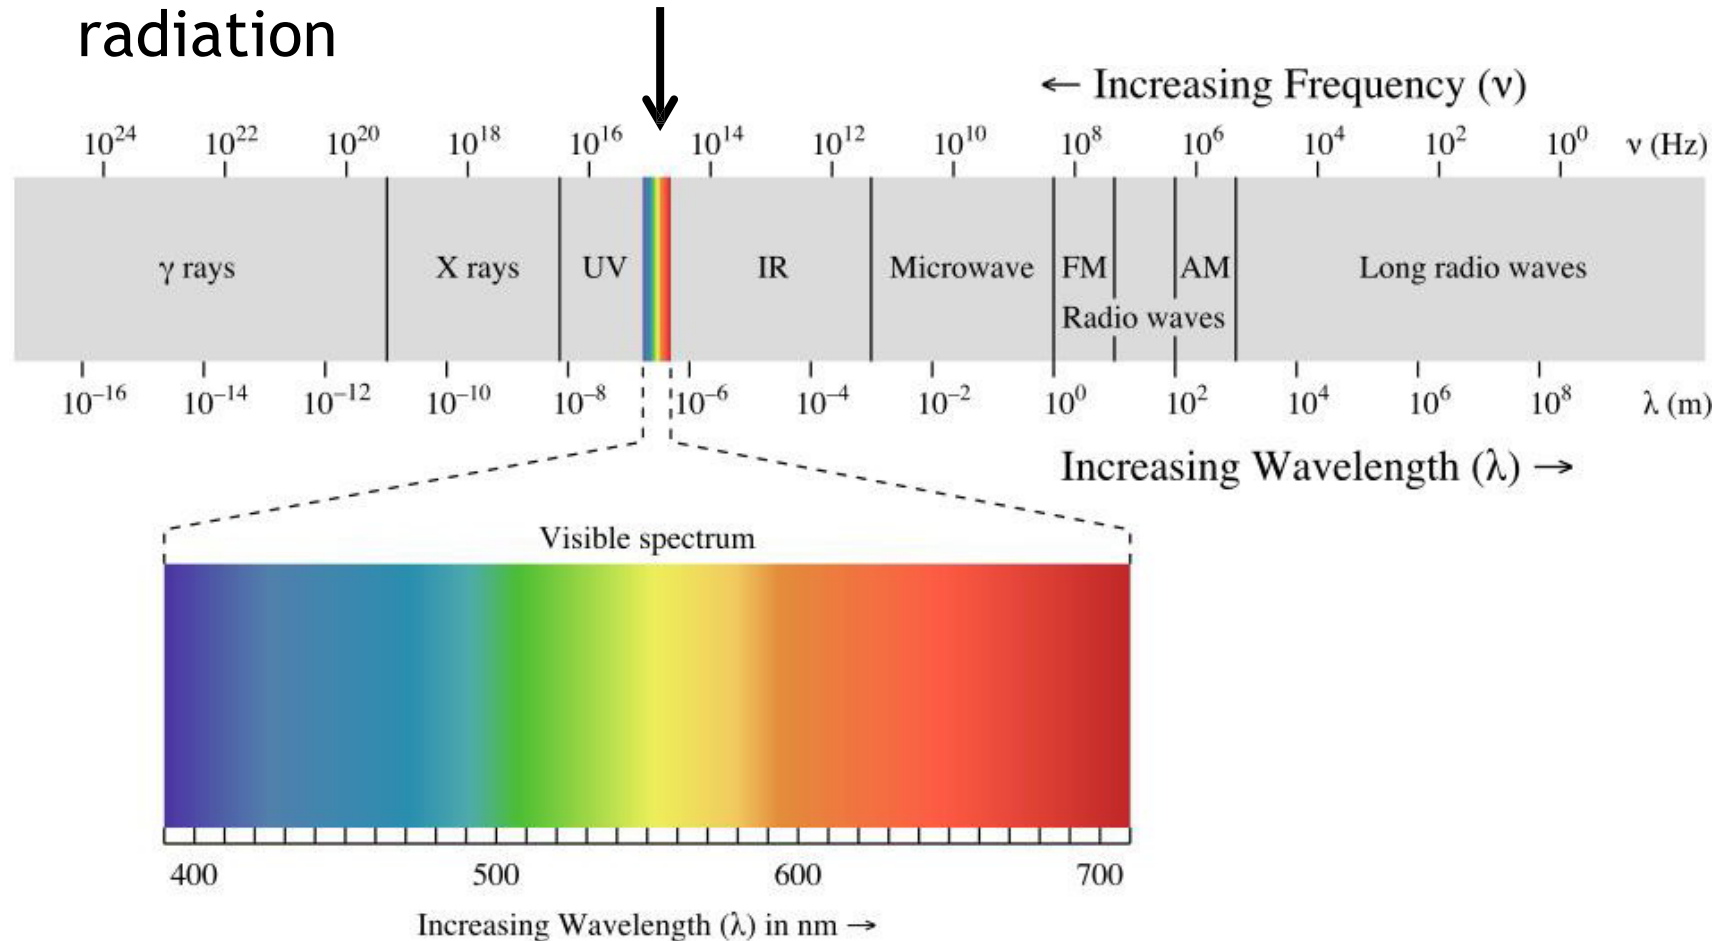 radiation
← Increasing Frequency (ν)
10²⁴ 10²² 10²⁰ 10¹⁸ 10¹⁶ 10¹⁴ 10¹² 10¹⁰ 10⁸ 10⁶ 10⁴ 10² 10⁰ ν (Hz)
γ rays X rays UV IR Microwave FM AM Long radio waves
Radio waves
10⁻¹⁶ 10⁻¹⁴ 10⁻¹² 10⁻¹⁰ 10⁻⁸ 10⁻⁶ 10⁻⁴ 10⁻² 10⁰ 10² 10⁴ 10⁶ 10⁸ λ (m)
Increasing Wavelength (λ) →
Visible spectrum
400 500 600 700
Increasing Wavelength (λ) in nm →